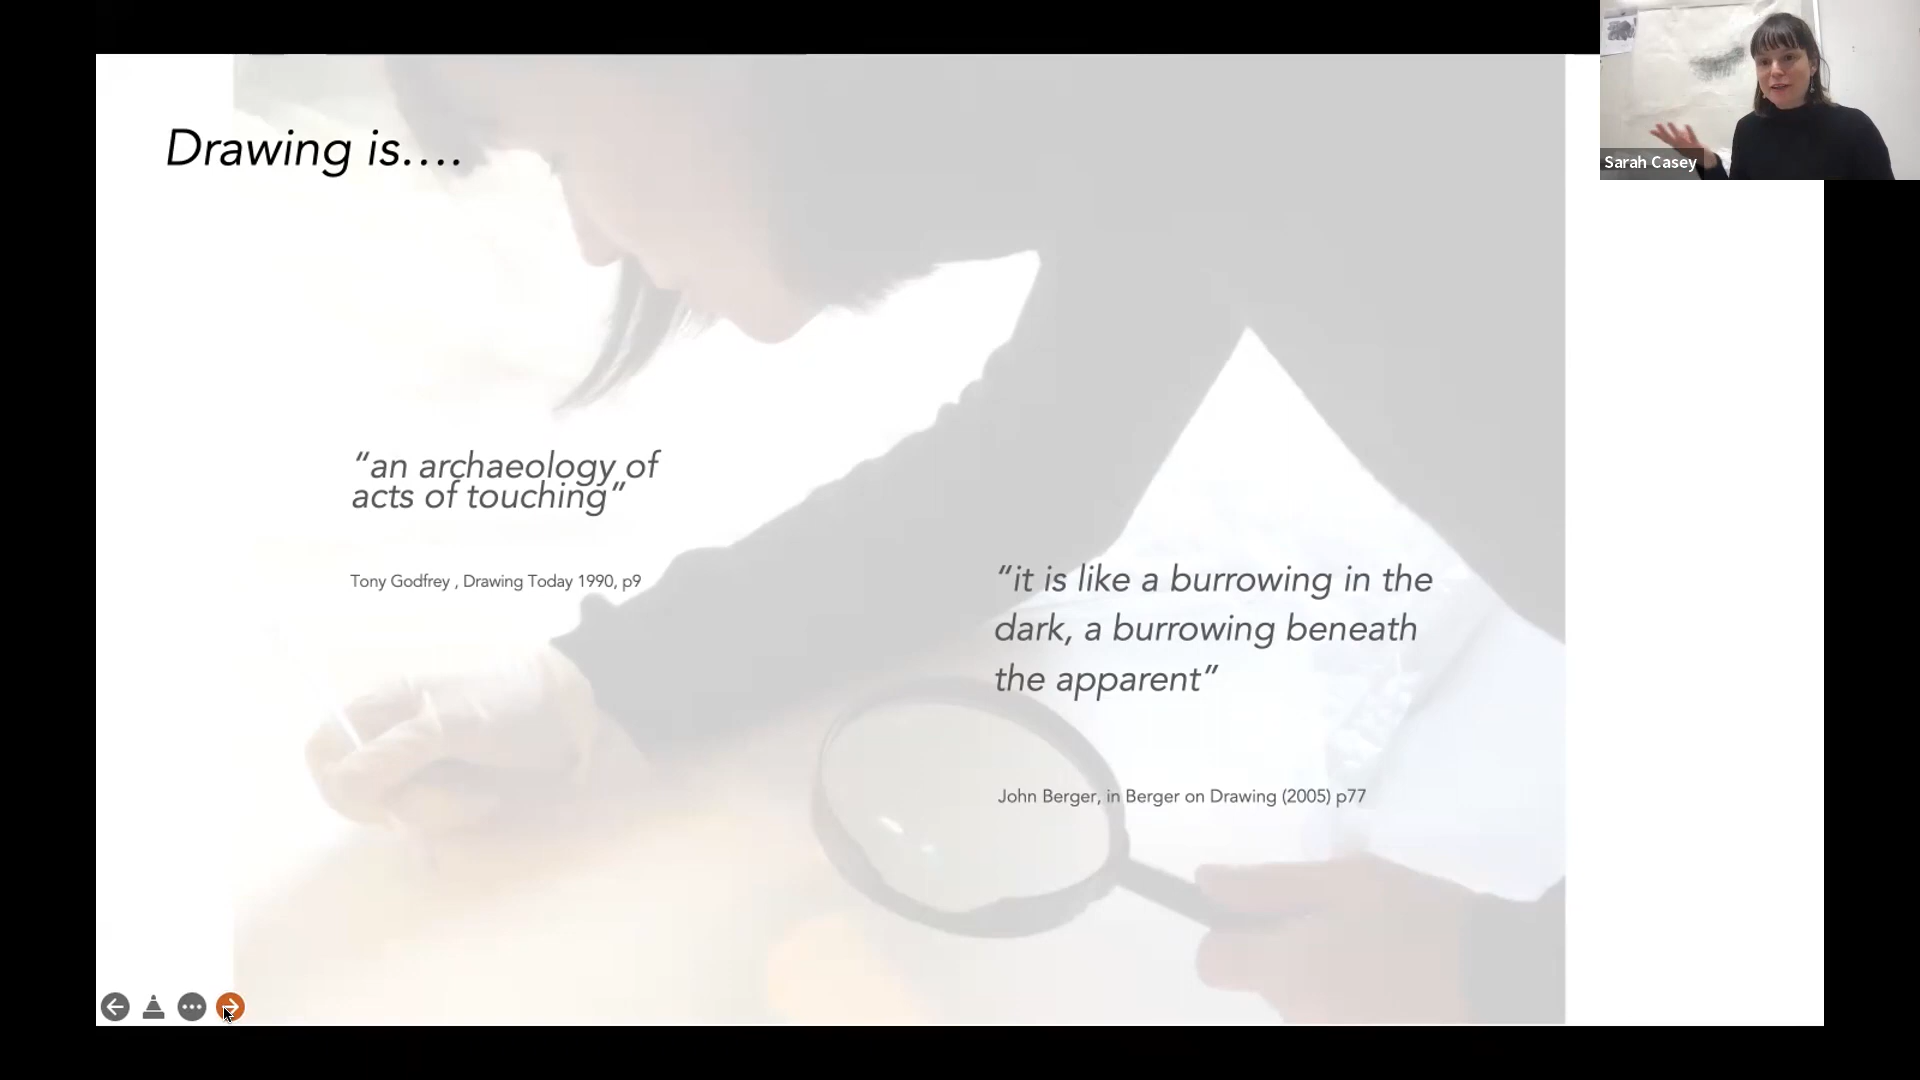 Drawing is....
“an archaeology of
acts of touching”
Tony Godfrey , Drawing Today 1990, p9
“it is like a burrowing in the
dark, a burrowing beneath
the apparent”
John Berger, in Berger on Drawing (2005) p77
Sarah Casey